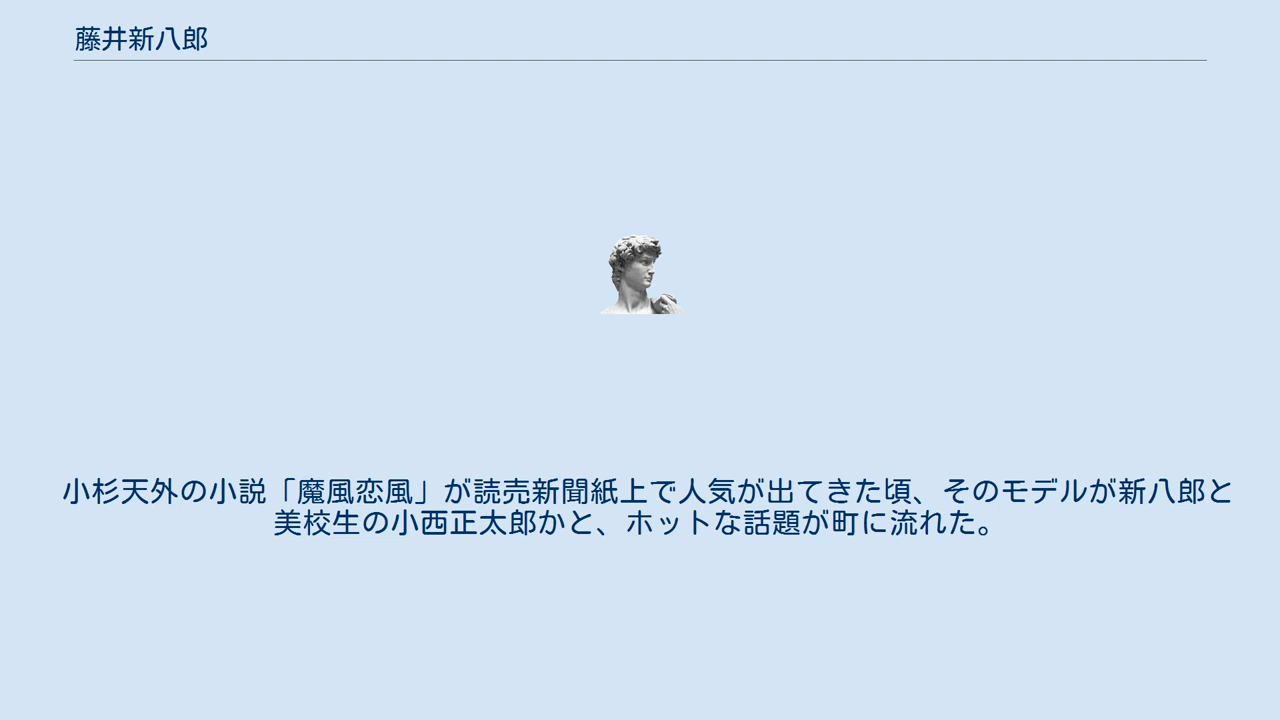 藤井新八郎
小杉天外の小説「魔風恋風」が読売新聞紙上で人気が出てきた頃、そのモデルが新八郎と
美校生の小西正太郎かと、ホットな話題が町に流れた。